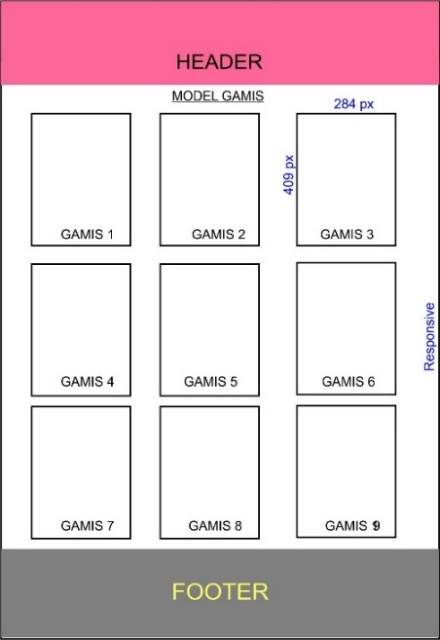 HEADER
MODEL GAMIS
284 px
409 px
GAMIS 1
GAMIS 2
GAMIS 3
GAMIS 4
GAMIS 5
GAMIS 6
Responsive
GAMIS 7
GAMIS 8
GAMIS 9
FOOTER